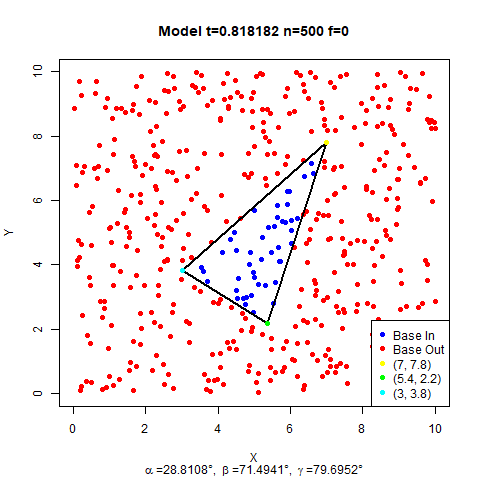 Model t=0.818182 n=500 f=0
10
8
6
4
2
0
Y
Base In
Base Out
(7, 7.8)
(5.4, 2.2)
(3, 3.8)
0 2 4 6 8 10
X
α=28.8108°, β=71.4941°, γ=79.6952°